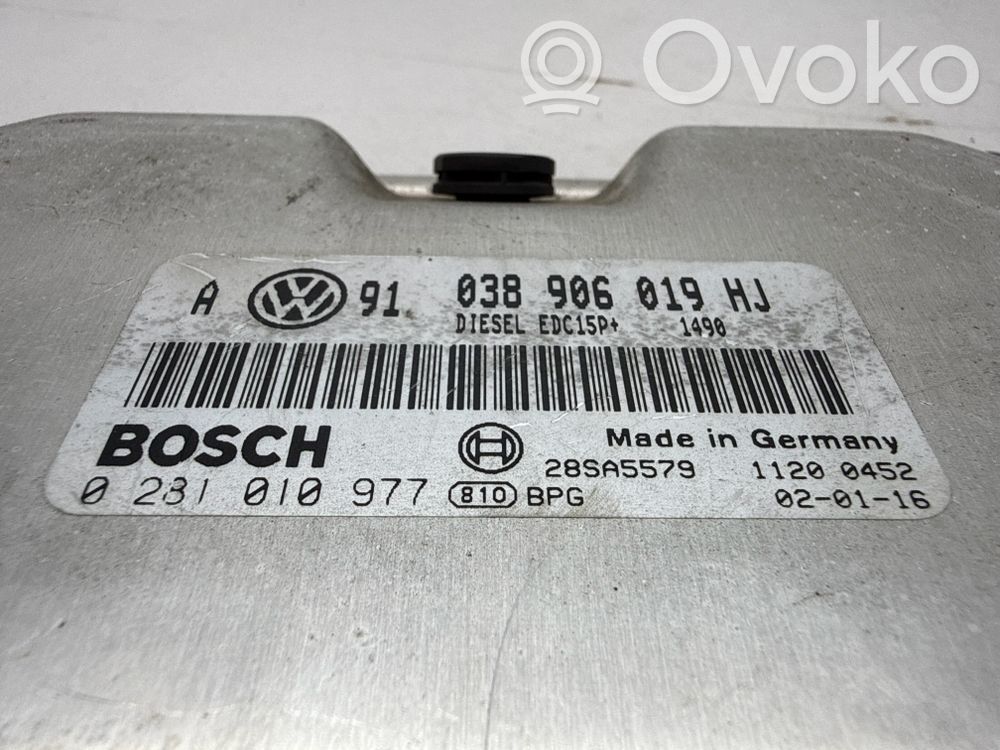 Ovoko
A VW 91 038 906 019 HJ
DIESEL EDC15P+ 1490
BOSCH Made in Germany
28SA5579 1120 0452
0 281 010 977 810 BPG 02-01-16